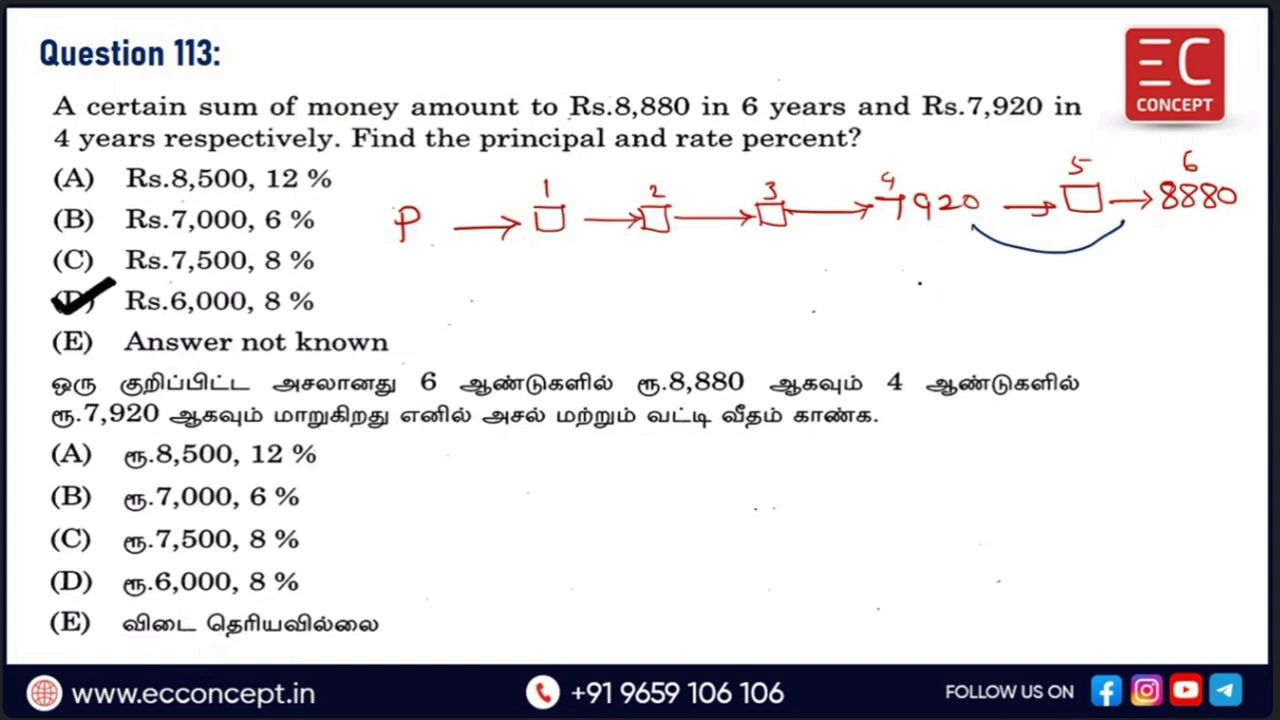 Question 113:
EC
CONCEPT
A certain sum of money amount to Rs.8,880 in 6 years and Rs.7,920 in
4 years respectively. Find the principal and rate percent?
(A) Rs.8,500, 12 %
(B) Rs.7,000, 6 %
(C) Rs.7,500, 8 %
(D) Rs.6,000, 8 %
(E) Answer not known
1 2 3 4 5 6
P → □ → □ → □ → 7920 → □ → 8880
ஒரு குறிப்பிட்ட அசலானது 6 ஆண்டுகளில் ரூ.8,880 ஆகவும் 4 ஆண்டுகளில்
ரூ.7,920 ஆகவும் மாறுகிறது எனில் அசல் மற்றும் வட்டி வீதம் காண்க.
(A) ரூ.8,500, 12 %
(B) ரூ.7,000, 6 %
(C) ரூ.7,500, 8 %
(D) ரூ.6,000, 8 %
(E) விடை தெரியவில்லை
www.ecconcept.in +91 9659 106 106 FOLLOW US ON